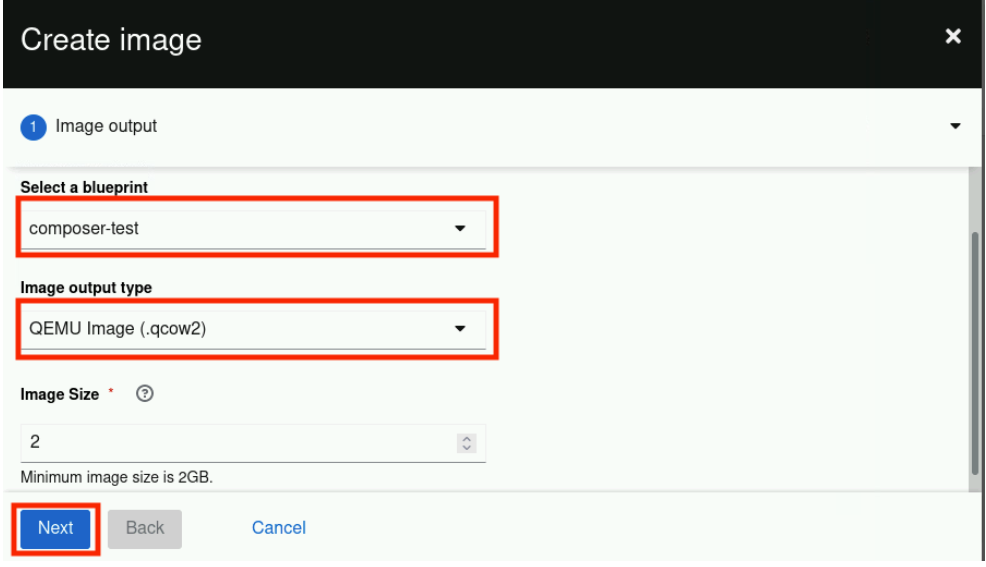 Create image
1 Image output
Select a blueprint
composer-test
Image output type
QEMU Image (.qcow2)
Image Size *
2
Minimum image size is 2GB.
Next Back Cancel